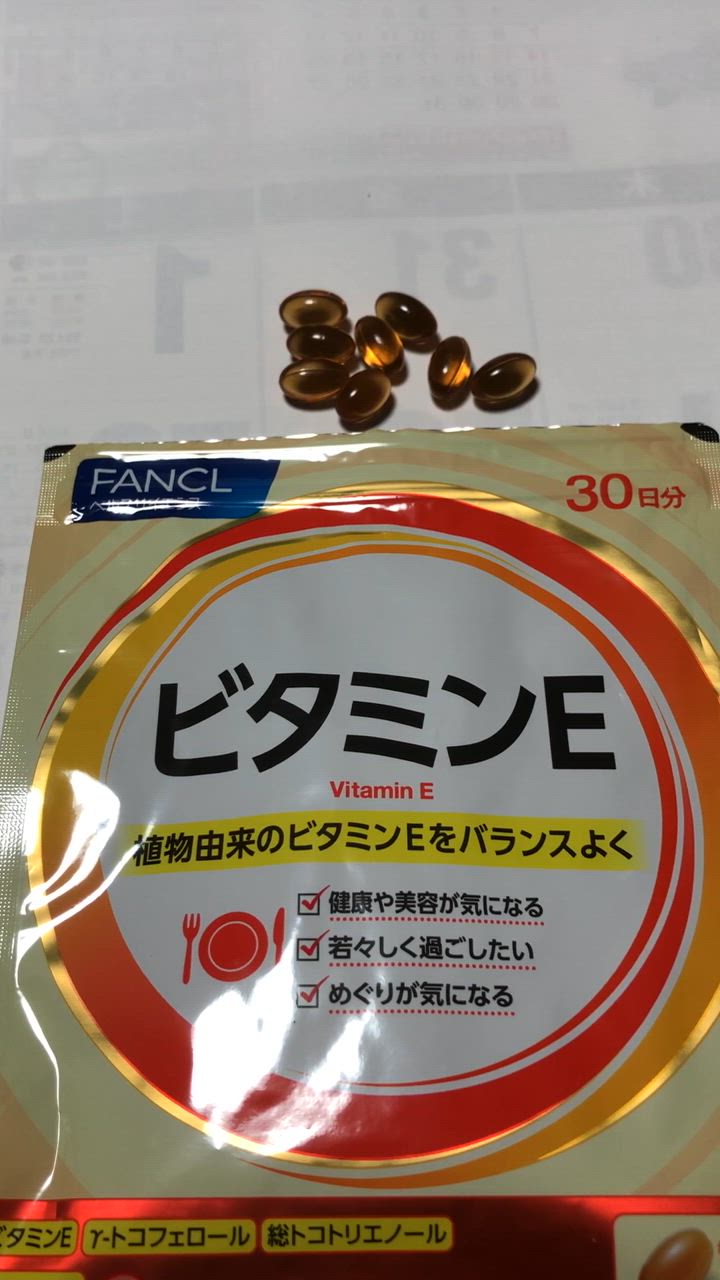 木
1
31
30
FANCL
30日分
ビタミンE
Vitamin E
植物由来のビタミンEをバランスよく
健康や美容が気になる
若々しく過ごしたい
めぐりが気になる
ビタミンE
γ-トコフェロール
総トコトリエノール